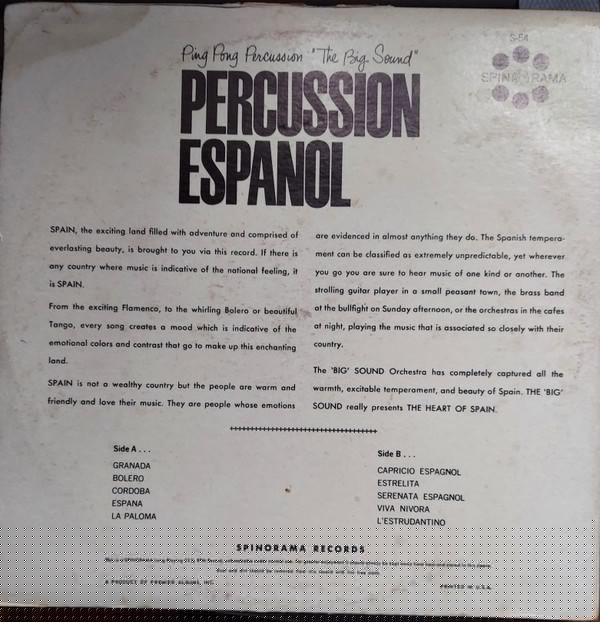 Ping Pong Percussion "The Big Sound"
S-54
SPINORAMA
PERCUSSION
ESPANOL
SPAIN, the exciting land filled with adventure and comprised of
everlasting beauty, is brought to you via this record. If there is
any country where music is indicative of the national feeling, it
is SPAIN.
From the exciting Flamenco, to the whirling Bolero or beautiful
Tango, every song creates a mood which is indicative of the
emotional colors and contrast that go to make up this enchanting
land.
SPAIN is not a wealthy country but the people are warm and
friendly and love their music. They are people whose emotions
are evidenced in almost anything they do. The Spanish tempera-
ment can be classified as extremely unpredictable, yet wherever
you go you are sure to hear music of one kind or another. The
strolling guitar player in a small peasant town, the brass band
at the bullfight on Sunday afternoon, or the orchestras in the cafes
at night, playing the music that is associated so closely with their
country.
The 'BIG' SOUND Orchestra has completely captured all the
warmth, excitable temperament, and beauty of Spain. THE 'BIG'
SOUND really presents THE HEART OF SPAIN.
Side A . . .
GRANADA
BOLERO
CORDOBA
ESPANA
LA PALOMA
Side B . . .
CAPRICIO ESPAGNOL
ESTRELITA
SERENATA ESPAGNOL
VIVA NIVORA
L'ESTRUDANTINO
SPINORAMA RECORDS
A PRODUCT OF PREMIER ALBUMS, INC.
PRINTED IN U.S.A.